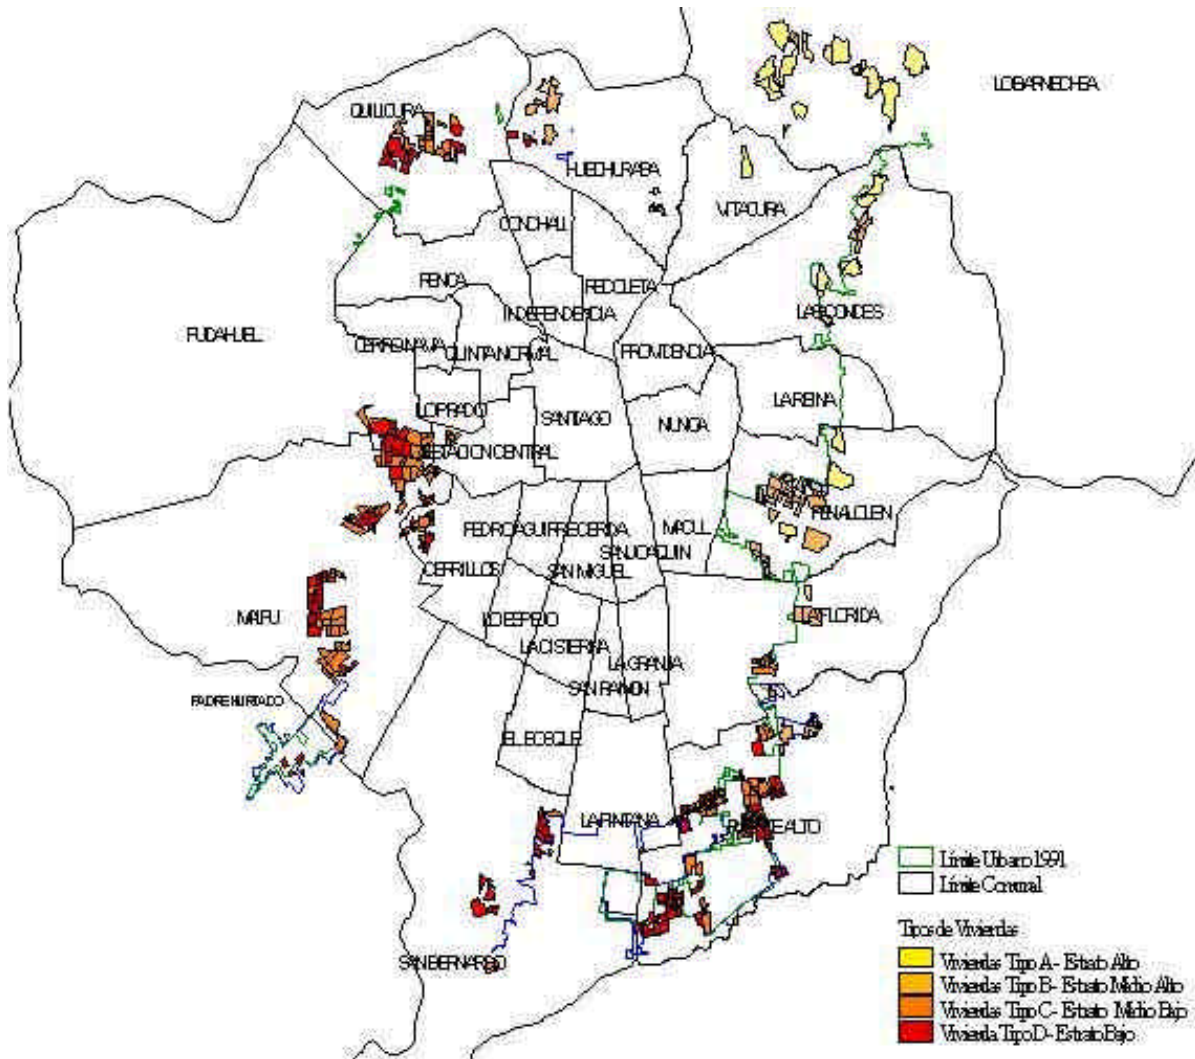 LO BARNECHEA
QUILICURA
HUECHURABA
VITACURA
CONCHALI
RENCA
RECOLETA
INDEPENDENCIA
LAS CONDES
PUDAHUEL
CERRO NAVIA
QUINTA NORMAL
PROVIDENCIA
LA REINA
LO PRADO
SANTIAGO
NUNOA
ESTACION CENTRAL
PEÑALOLEN
PEDRO AGUIRRE CERDA
MACUL
SAN JOAQUIN
CERRILLOS
SAN MIGUEL
MAIPU
LO ESPEJO
LA FLORIDA
LA CISTERNA
LA GRANJA
SAN RAMON
PADRE HURTADO
EL BOSQUE
LA PINTANA
PUENTE ALTO
SAN BERNARDO
Límite Urbano 1991
Límite Comunal
Tipos de Viviendas
Viviendas Tipo A - Estrato Alto
Viviendas Tipo B - Estrato Medio Alto
Viviendas Tipo C - Estrato Medio Bajo
Vivienda Tipo D - Estrato Bajo